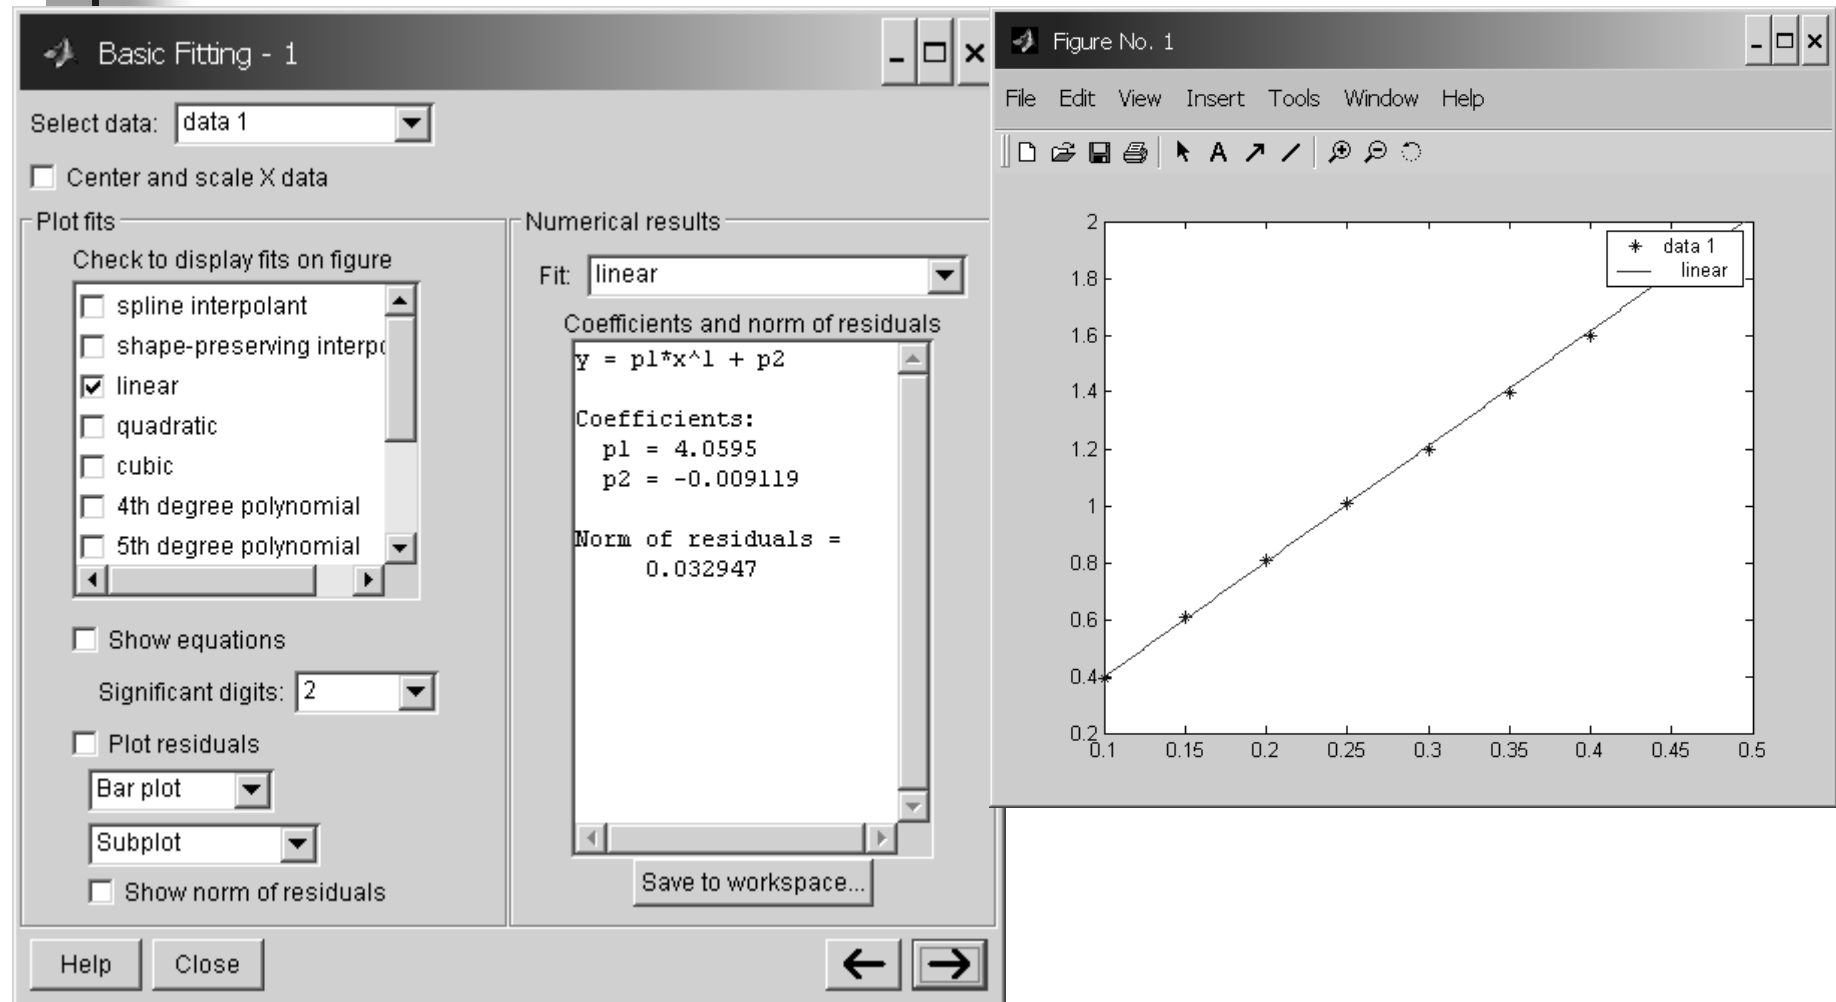 Basic Fitting - 1
Select data: data 1
Center and scale X data
Plot fits
Check to display fits on figure
spline interpolant
shape-preserving interpo
linear
quadratic
cubic
4th degree polynomial
5th degree polynomial
Show equations
Significant digits: 2
Plot residuals
Bar plot
Subplot
Show norm of residuals
Numerical results
Fit: linear
Coefficients and norm of residuals
y = p1*x^1 + p2
Coefficients:
p1 = 4.0595
p2 = -0.009119
Norm of residuals =
0.032947
Save to workspace...
Help Close
Figure No. 1
File Edit View Insert Tools Window Help
A
data 1
linear
2
1.8
1.6
1.4
1.2
1
0.8
0.6
0.4
0.2
0.1 0.15 0.2 0.25 0.3 0.35 0.4 0.45 0.5